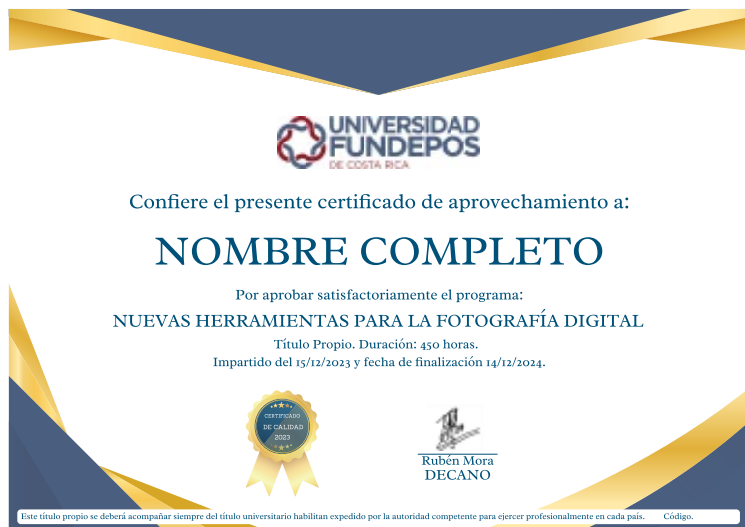 UNIVERSIDAD
FUNDEPOS
DE COSTA RICA
Confiere el presente certificado de aprovechamiento a:
NOMBRE COMPLETO
Por aprobar satisfactoriamente el programa:
NUEVAS HERRAMIENTAS PARA LA FOTOGRAFÍA DIGITAL
Título Propio. Duración: 450 horas.
Impartido del 15/12/2023 y fecha de finalización 14/12/2024.
CERTIFICADO
DE CALIDAD
2023
Rubén Mora
DECANO
Este título propio se deberá acompañar siempre del título universitario habilitan expedido por la autoridad competente para ejercer profesionalmente en cada país. Código.